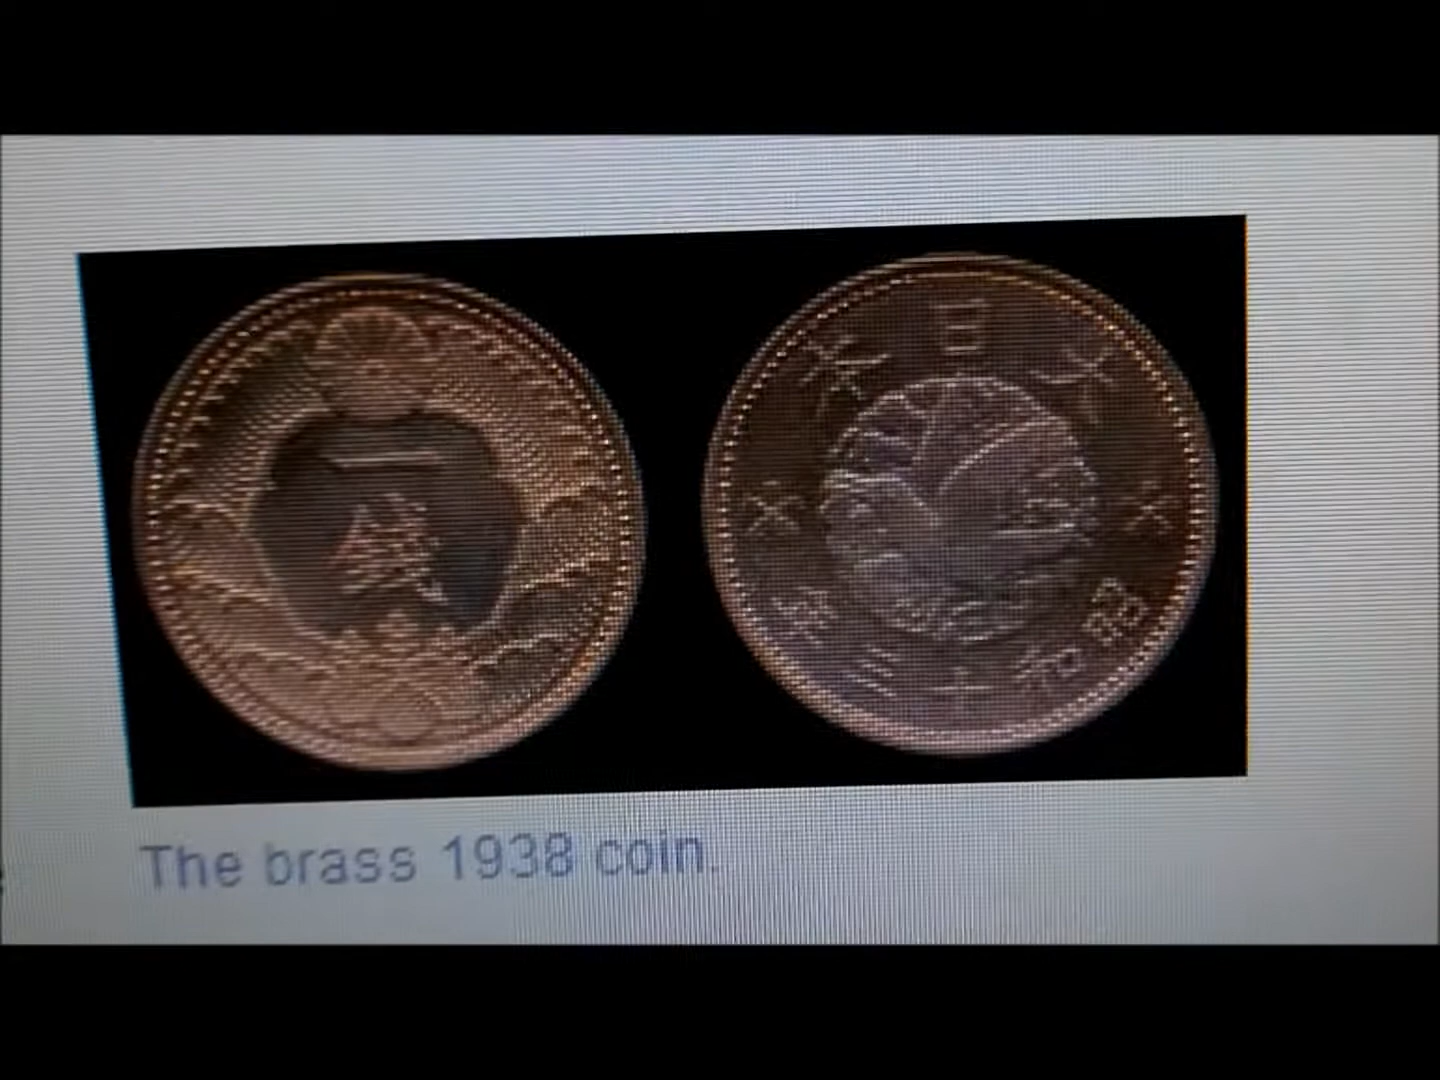 一
錢
大日本
昭和十三年
The brass 1938 coin.